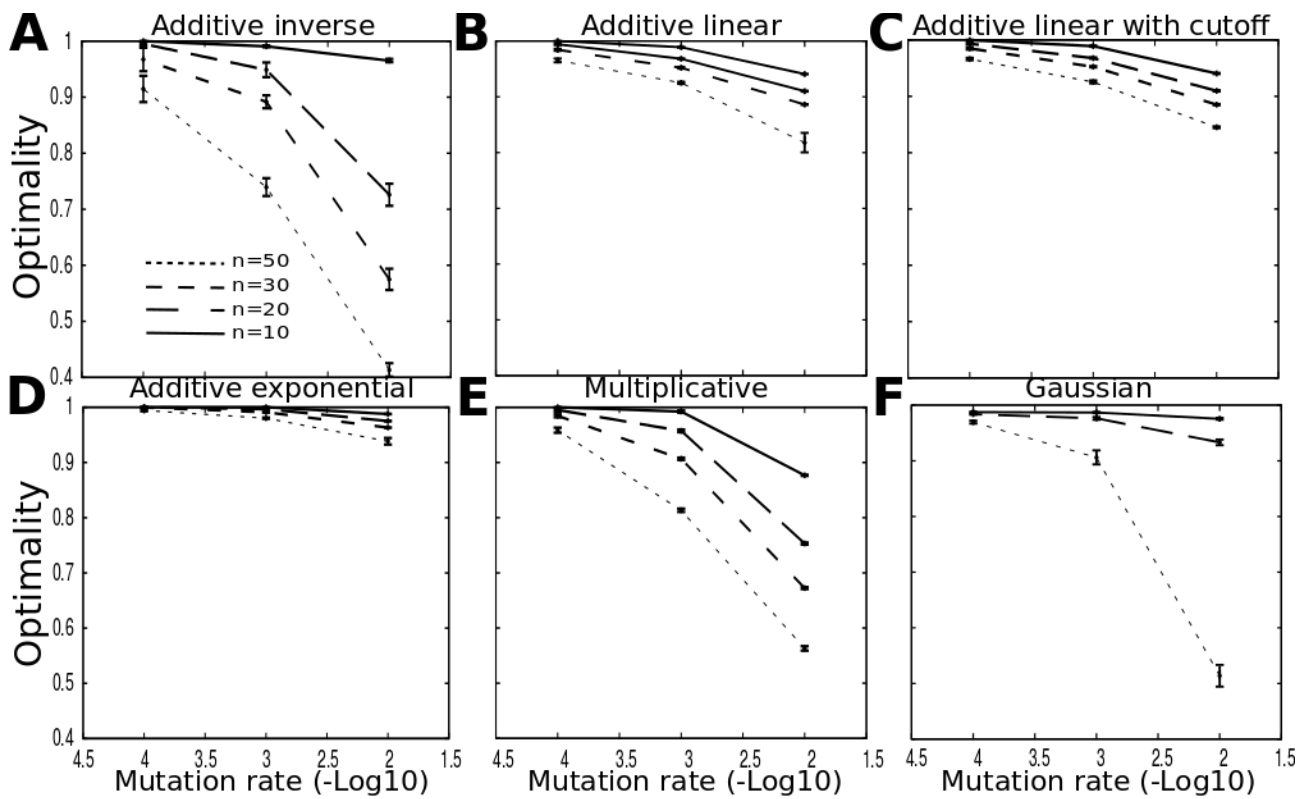 A Additive inverse
B Additive linear
C Additive linear with cutoff
1
0.9
0.8
0.7
0.6
0.5
0.4
Optimality
n=50
n=30
n=20
n=10
D Additive exponential
E Multiplicative
F Gaussian
1
0.9
0.8
0.7
0.6
0.5
0.4
Optimality
4.5 4 3.5 3 2.5 2 1.5
4.5 4 3.5 3 2.5 2 1.5
4.5 4 3.5 3 2.5 2 1.5
Mutation rate (-Log10)
Mutation rate (-Log10)
Mutation rate (-Log10)